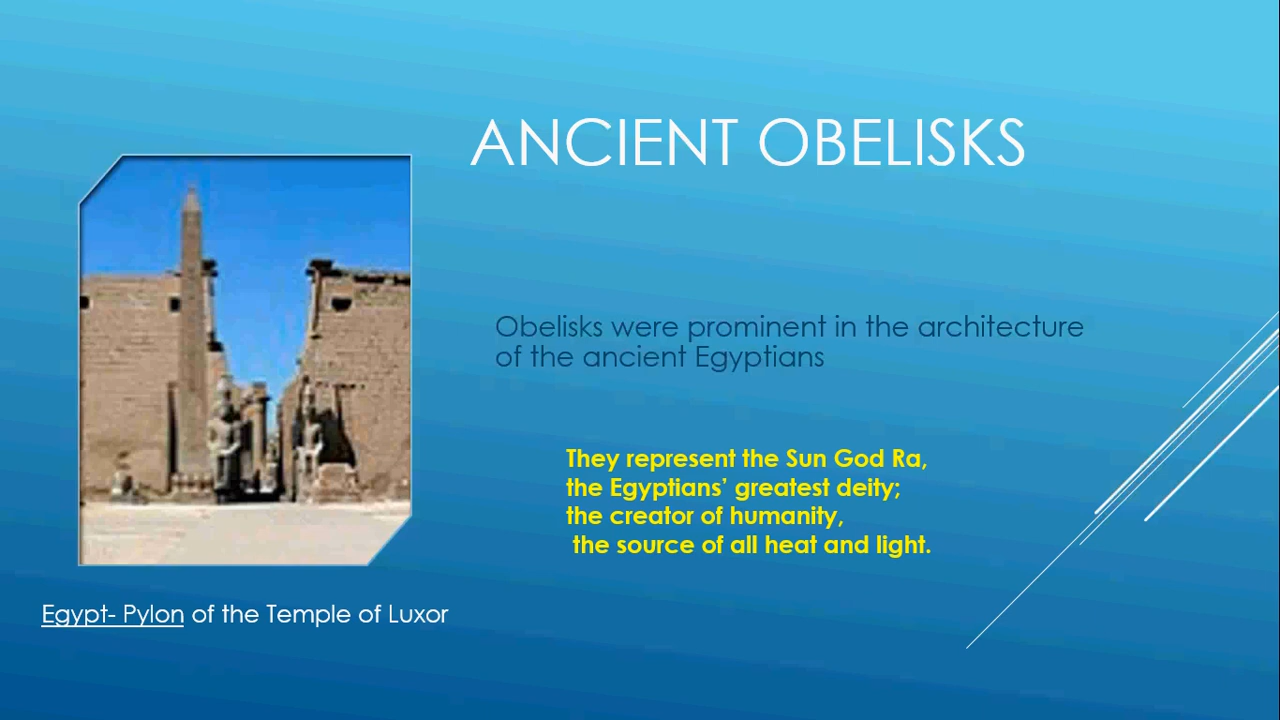 ANCIENT OBELISKS
Obelisks were prominent in the architecture
of the ancient Egyptians
They represent the Sun God Ra,
the Egyptians’ greatest deity;
the creator of humanity,
the source of all heat and light.
Egypt- Pylon of the Temple of Luxor